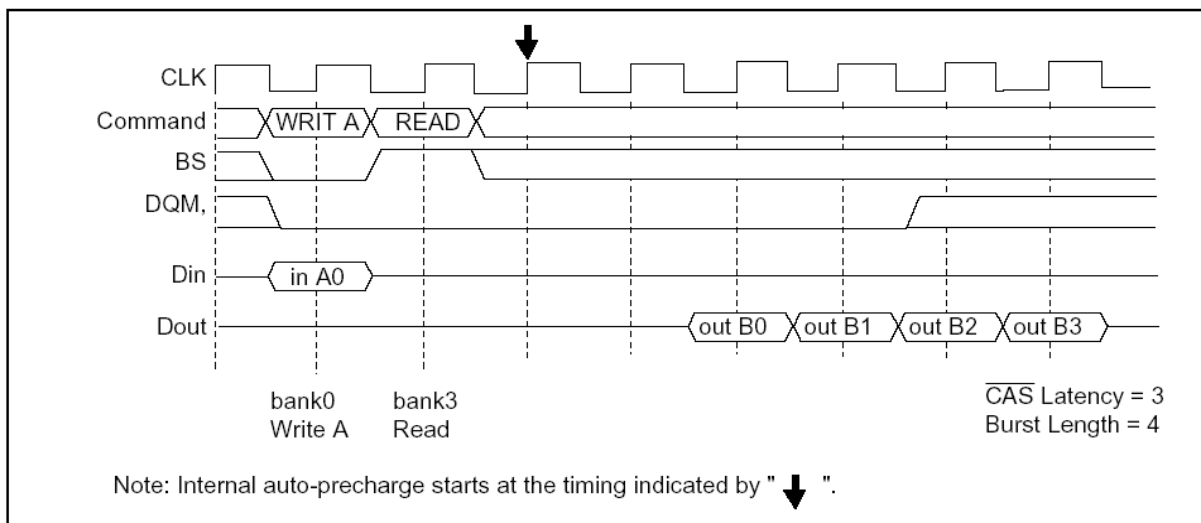 CLK
Command WRIT A READ
BS
DQM,
Din in A0
Dout out B0 out B1 out B2 out B3
bank0 bank3 CAS Latency = 3
Write A Read Burst Length = 4
Note: Internal auto-precharge starts at the timing indicated by " ".